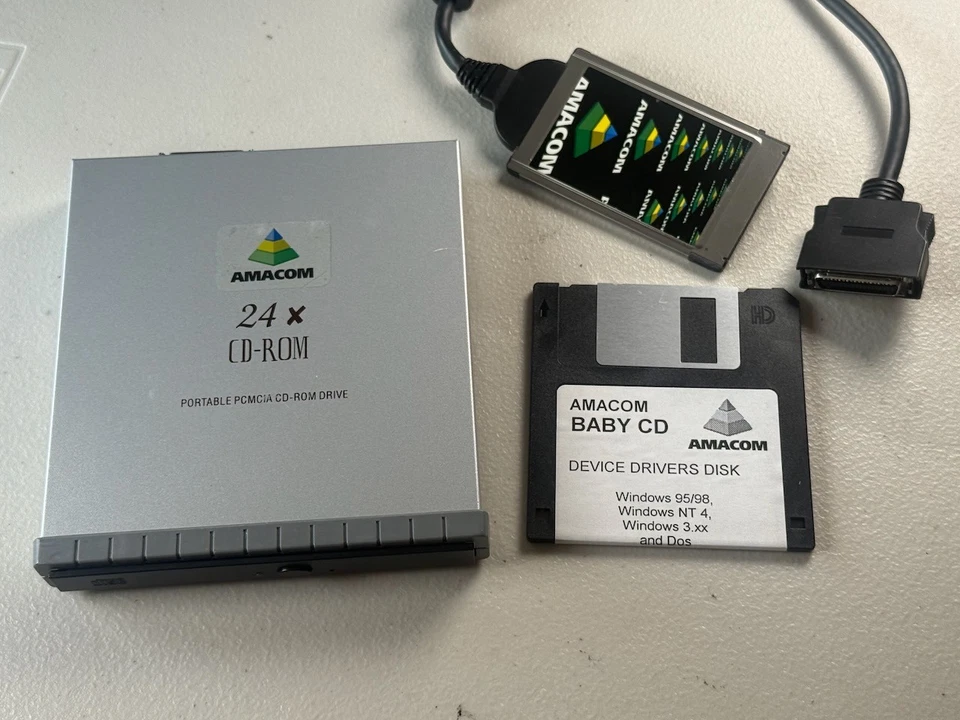 AMACOM
24 x
CD-ROM
PORTABLE PCMCIA CD-ROM DRIVE
AMACOM
AMACOM
AMACOM
HD
AMACOM
BABY CD
AMACOM
DEVICE DRIVERS DISK
Windows 95/98,
Windows NT 4,
Windows 3.xx
and Dos